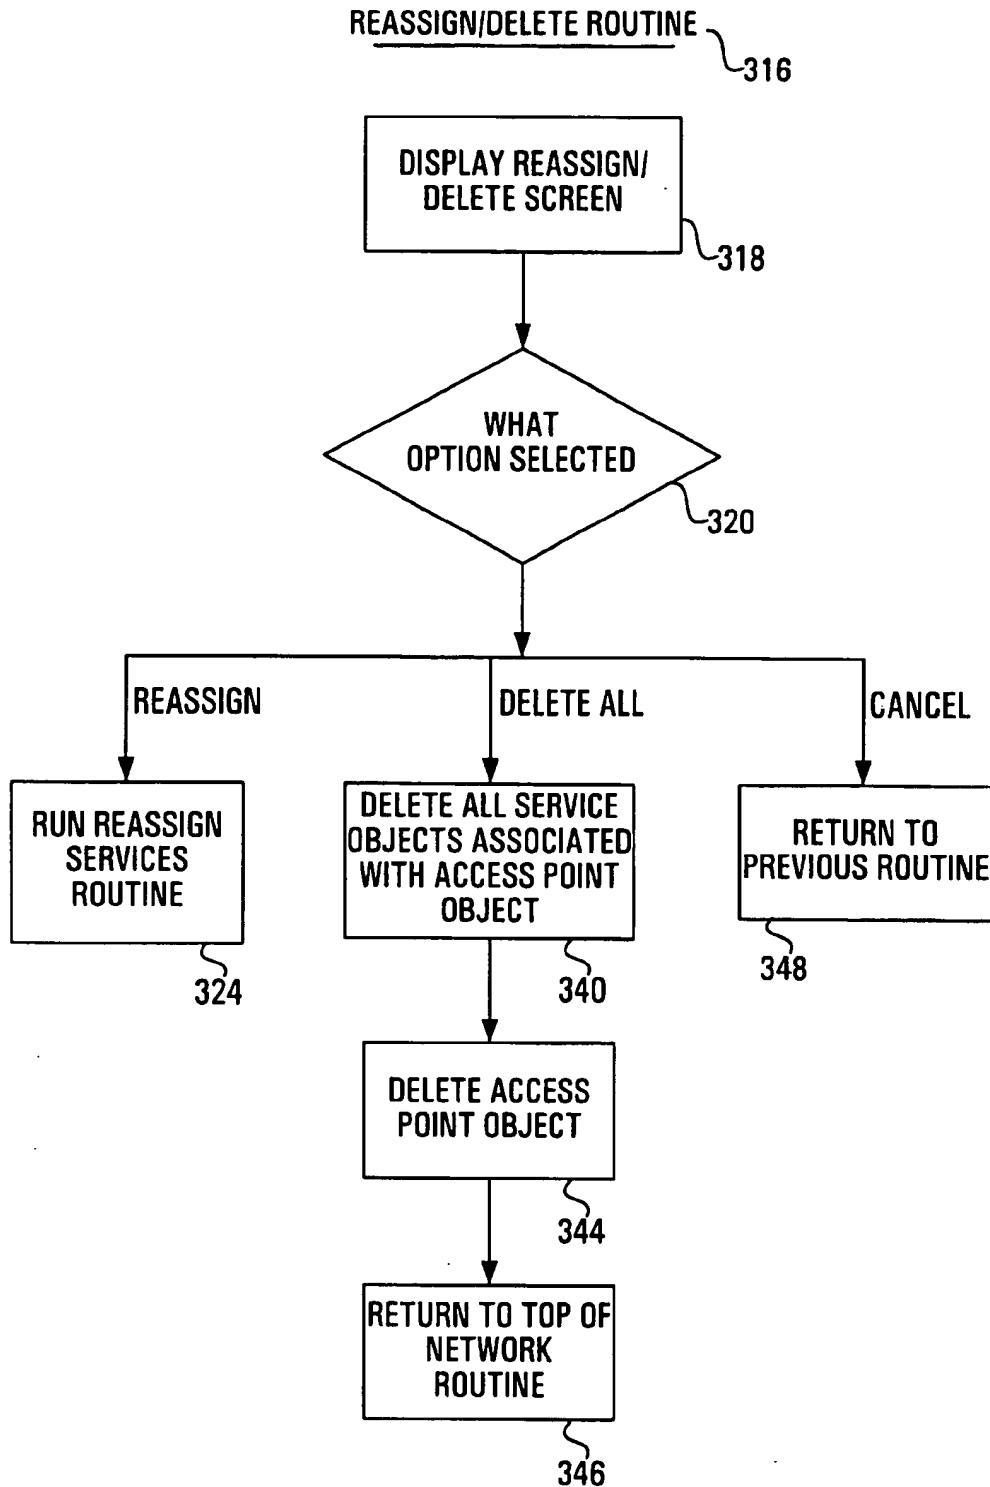 REASSIGN/DELETE ROUTINE
316
DISPLAY REASSIGN/
DELETE SCREEN
318
WHAT
OPTION SELECTED
320
REASSIGN
DELETE ALL
CANCEL
RUN REASSIGN
SERVICES
ROUTINE
324
DELETE ALL SERVICE
OBJECTS ASSOCIATED
WITH ACCESS POINT
OBJECT
340
RETURN TO
PREVIOUS ROUTINE
348
DELETE ACCESS
POINT OBJECT
344
RETURN TO TOP OF
NETWORK
ROUTINE
346